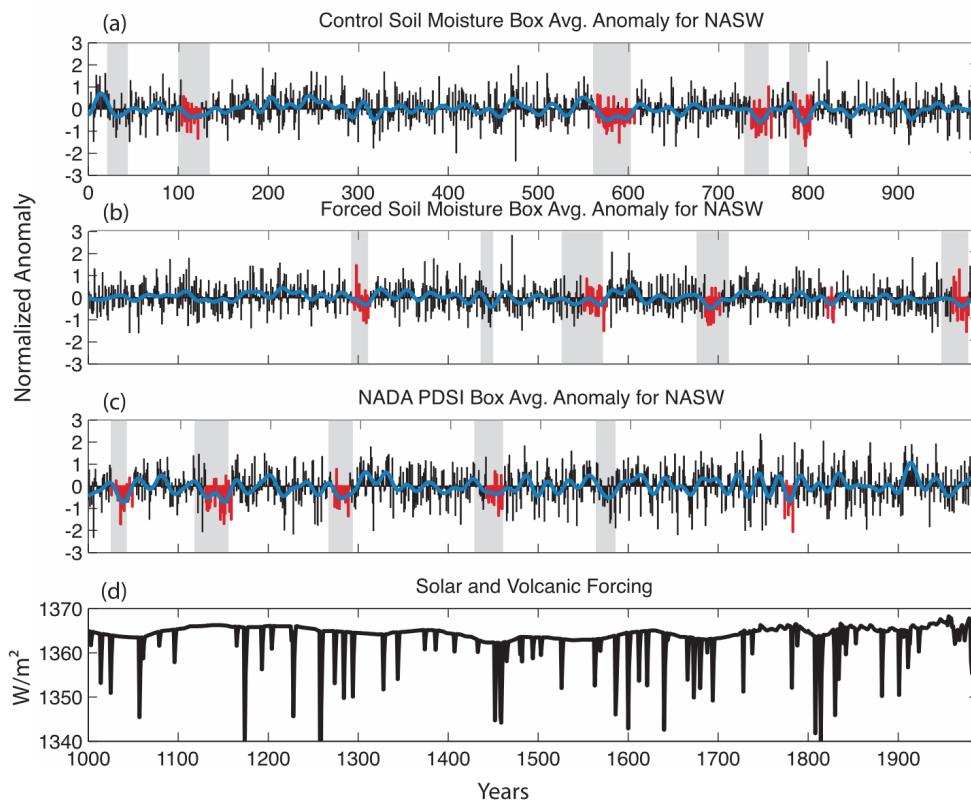 (a) Control Soil Moisture Box Avg. Anomaly for NASW
3
2
1
0
-1
-2
-3
0 100 200 300 400 500 600 700 800 900
(b) Forced Soil Moisture Box Avg. Anomaly for NASW
3
2
1
0
-1
-2
-3
Normalized Anomaly
(c) NADA PDSI Box Avg. Anomaly for NASW
3
2
1
0
-1
-2
-3
(d) Solar and Volcanic Forcing
1370
1360
1350
1340
W/m²
1000 1100 1200 1300 1400 1500 1600 1700 1800 1900
Years